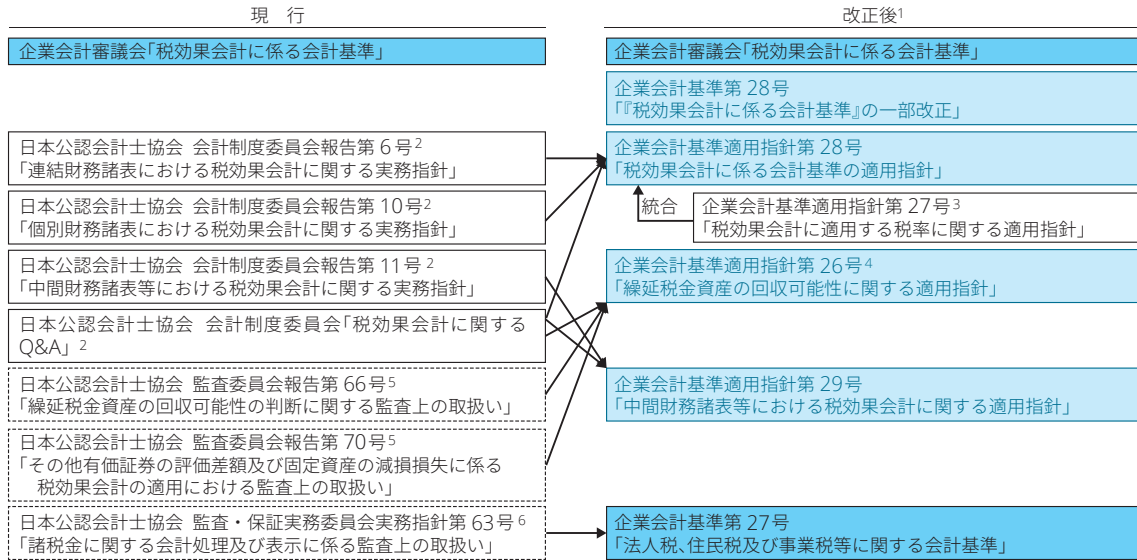 現 行
企業会計審議会「税効果会計に係る会計基準」
日本公認会計士協会 会計制度委員会報告第 6 号2
「連結財務諸表における税効果会計に関する実務指針」
日本公認会計士協会 会計制度委員会報告第 10 号2
「個別財務諸表における税効果会計に関する実務指針」
日本公認会計士協会 会計制度委員会報告第 11 号 2
「中間財務諸表等における税効果会計に関する実務指針」
日本公認会計士協会 会計制度委員会「税効果会計に関する
Q&A」 2
日本公認会計士協会 監査委員会報告第 66 号5
「繰延税金資産の回収可能性の判断に関する監査上の取扱い」
日本公認会計士協会 監査委員会報告第 70 号5
「その他有価証券の評価差額及び固定資産の減損損失に係る
税効果会計の適用における監査上の取扱い」
日本公認会計士協会 監査・保証実務委員会実務指針第 63 号 6
「諸税金に関する会計処理及び表示に係る監査上の取扱い」
改正後1
企業会計審議会「税効果会計に係る会計基準」
企業会計基準第 28 号
「『税効果会計に係る会計基準』の一部改正」
企業会計基準適用指針第 28 号
「税効果会計に係る会計基準の適用指針」
統合
企業会計基準適用指針第 27 号3
「税効果会計に適用する税率に関する適用指針」
企業会計基準適用指針第 26 号4
「繰延税金資産の回収可能性に関する適用指針」
企業会計基準適用指針第 29 号
「中間財務諸表等における税効果会計に関する適用指針」
企業会計基準第 27 号
「法人税、住民税及び事業税等に関する会計基準」